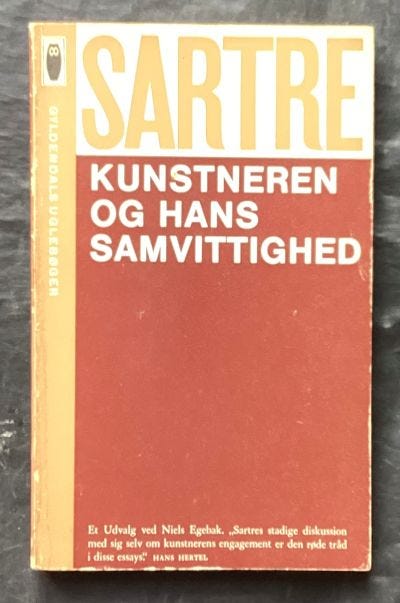 SARTRE
KUNSTNEREN
OG HANS
SAMVITTIGHED
GYLDENDALS UGLEBØGER
Et Udvalg ved Niels Egebak. „Sartres stadige diskussion
med sig selv om kunstnerens engagement er den røde tråd
i disse essays." HANS HERTEL